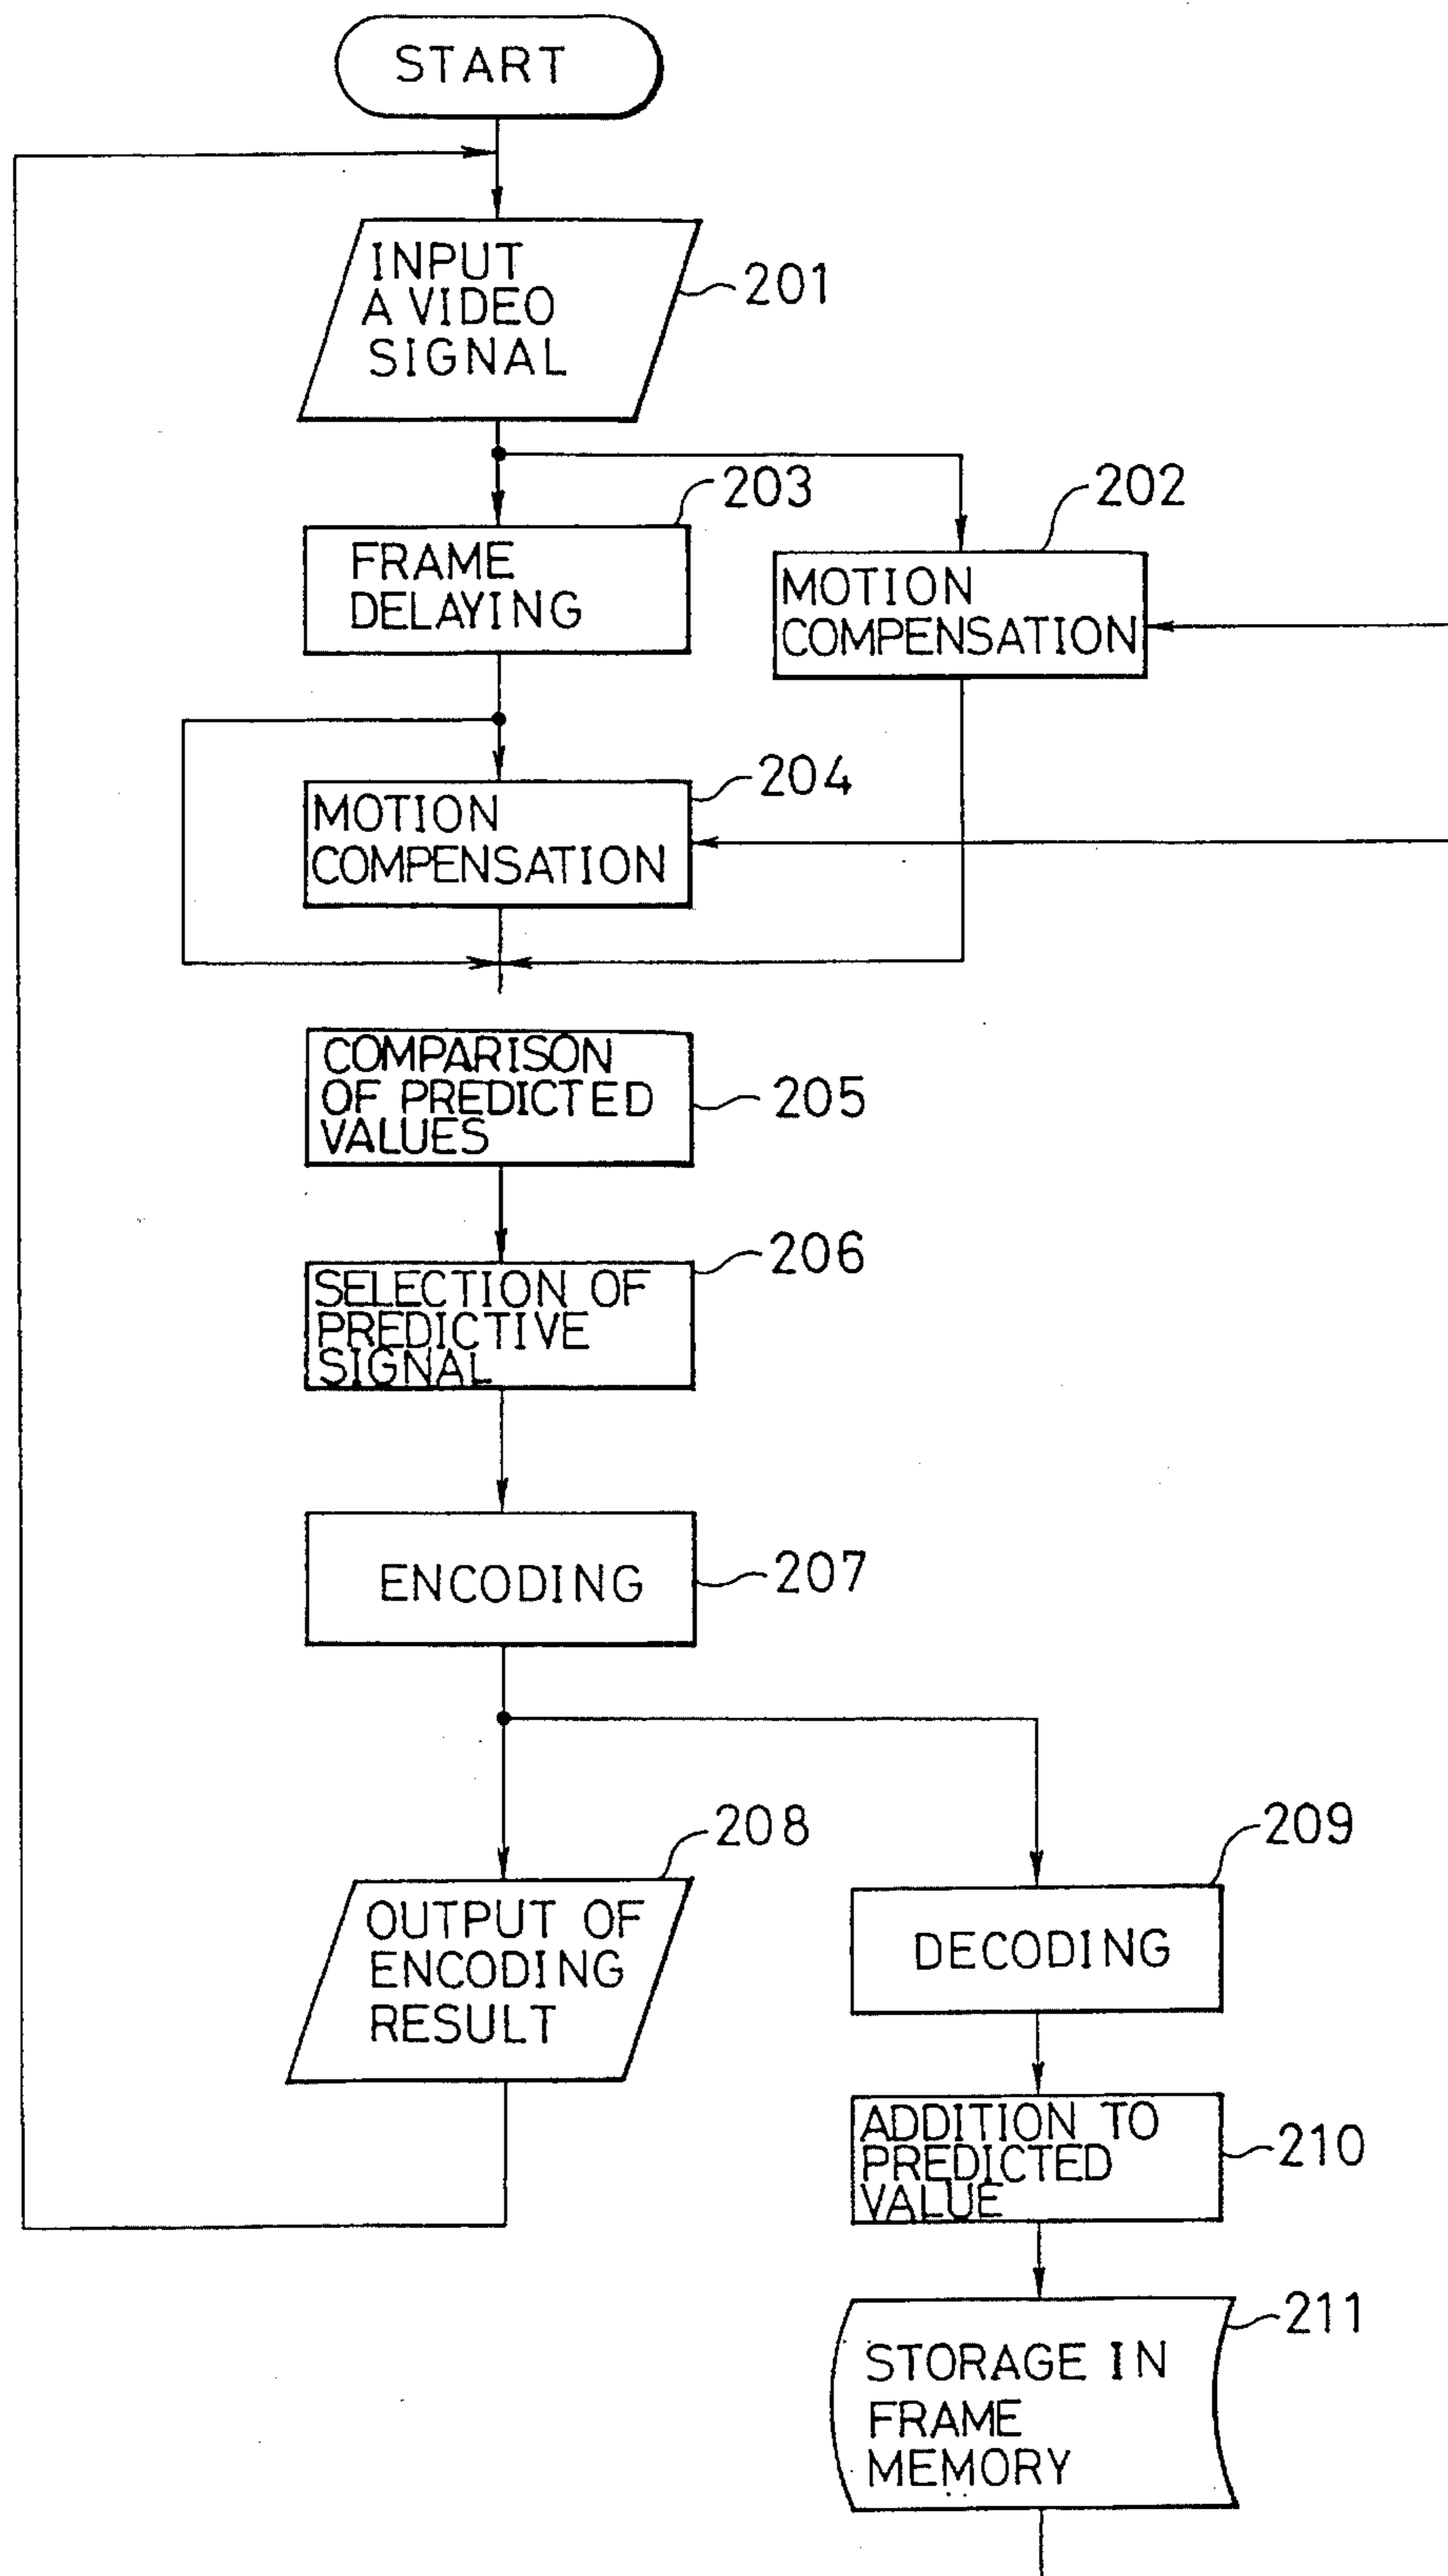 START
INPUT
A VIDEO
SIGNAL
201
203
FRAME
DELAYING
202
MOTION
COMPENSATION
204
MOTION
COMPENSATION
COMPARISON
OF PREDICTED
VALUES
205
206
SELECTION OF
PREDICTIVE
SIGNAL
ENCODING
207
208
OUTPUT OF
ENCODING
RESULT
209
DECODING
ADDITION TO
PREDICTED
VALUE
210
211
STORAGE IN
FRAME
MEMORY